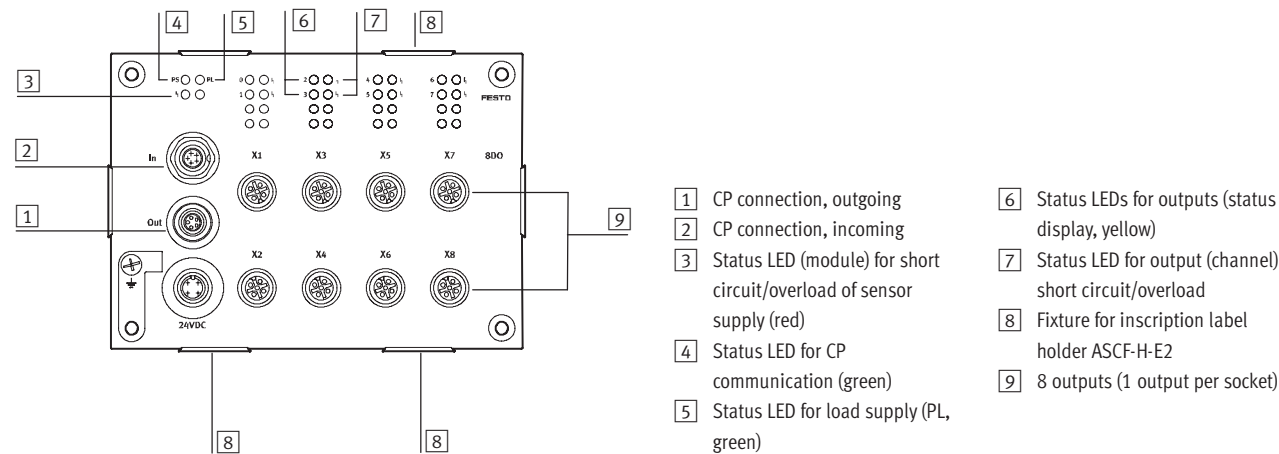 4
5
6
7
8
3
PS PL
0
1
2
3
4
5
6
7
FESTO
2
In
X1
X3
X5
X7
8DO
1
Out
9
X2
X4
X6
X8
24VDC
8
8
1 CP connection, outgoing
2 CP connection, incoming
3 Status LED (module) for short
circuit/overload of sensor
supply (red)
4 Status LED for CP
communication (green)
5 Status LED for load supply (PL,
green)
6 Status LEDs for outputs (status
display, yellow)
7 Status LED for output (channel)
short circuit/overload
8 Fixture for inscription label
holder ASCF-H-E2
9 8 outputs (1 output per socket)